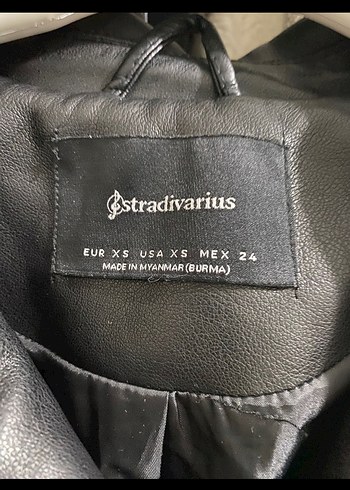 stradivarius
EUR XS USA XS MEX 24
MADE IN MYANMAR (BURMA)